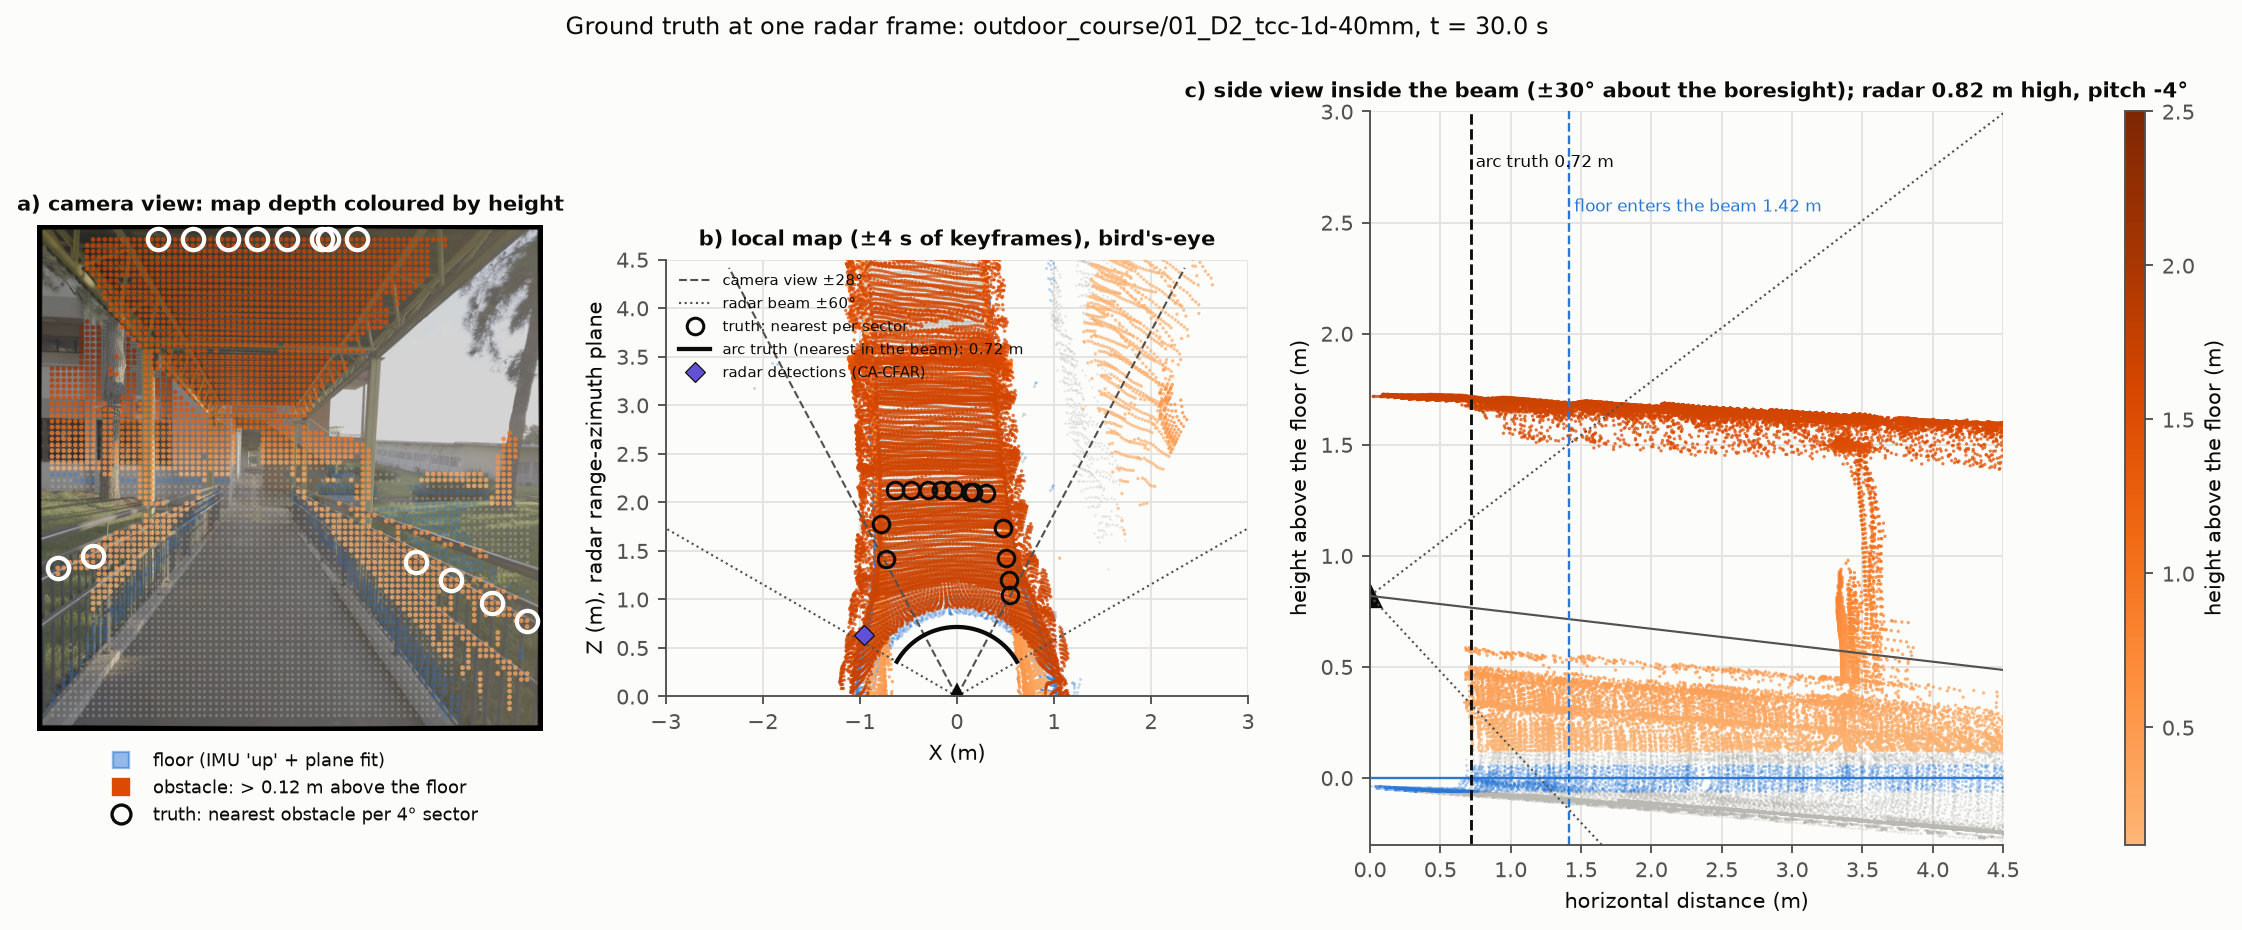 Ground truth at one radar frame: outdoor_course/01_D2_tcc-1d-40mm, t = 30.0 s
a) camera view: map depth coloured by height
floor (IMU 'up' + plane fit)
obstacle: > 0.12 m above the floor
truth: nearest obstacle per 4° sector
b) local map (±4 s of keyframes), bird's-eye
camera view ±28°
radar beam ±60°
truth: nearest per sector
arc truth (nearest in the beam): 0.72 m
radar detections (CA-CFAR)
Z (m), radar range-azimuth plane
4.5
4.0
3.5
3.0
2.5
2.0
1.5
1.0
0.5
0.0
−3
−2
−1
0
1
2
3
X (m)
c) side view inside the beam (±30° about the boresight); radar 0.82 m high, pitch -4°
arc truth 0.72 m
floor enters the beam 1.42 m
height above the floor (m)
3.0
2.5
2.0
1.5
1.0
0.5
0.0
0.0
0.5
1.0
1.5
2.0
2.5
3.0
3.5
4.0
4.5
horizontal distance (m)
2.5
2.0
1.5
1.0
0.5
height above the floor (m)